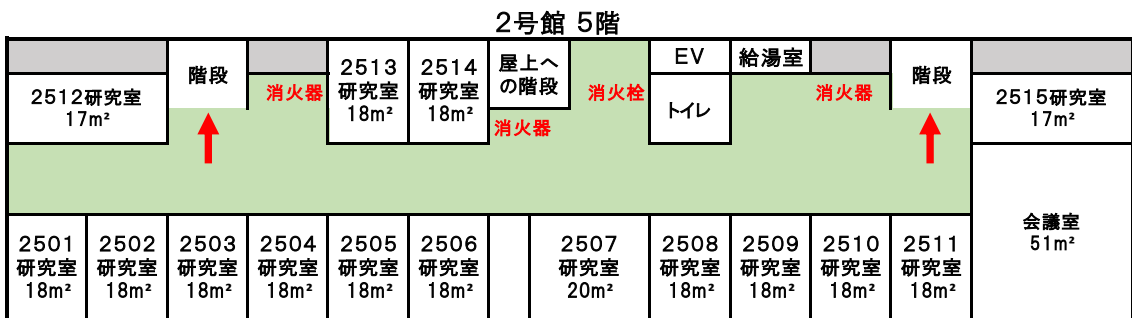 2号館 5階
2512研究室
17m²
階段
消火器
2513
研究室
18m²
2514
研究室
18m²
屋上へ
の階段
消火器
消火栓
EV
トイレ
給湯室
消火器
階段
2515研究室
17m²
会議室
51m²
2501
研究室
18m²
2502
研究室
18m²
2503
研究室
18m²
2504
研究室
18m²
2505
研究室
18m²
2506
研究室
18m²
2507
研究室
20m²
2508
研究室
18m²
2509
研究室
18m²
2510
研究室
18m²
2511
研究室
18m²